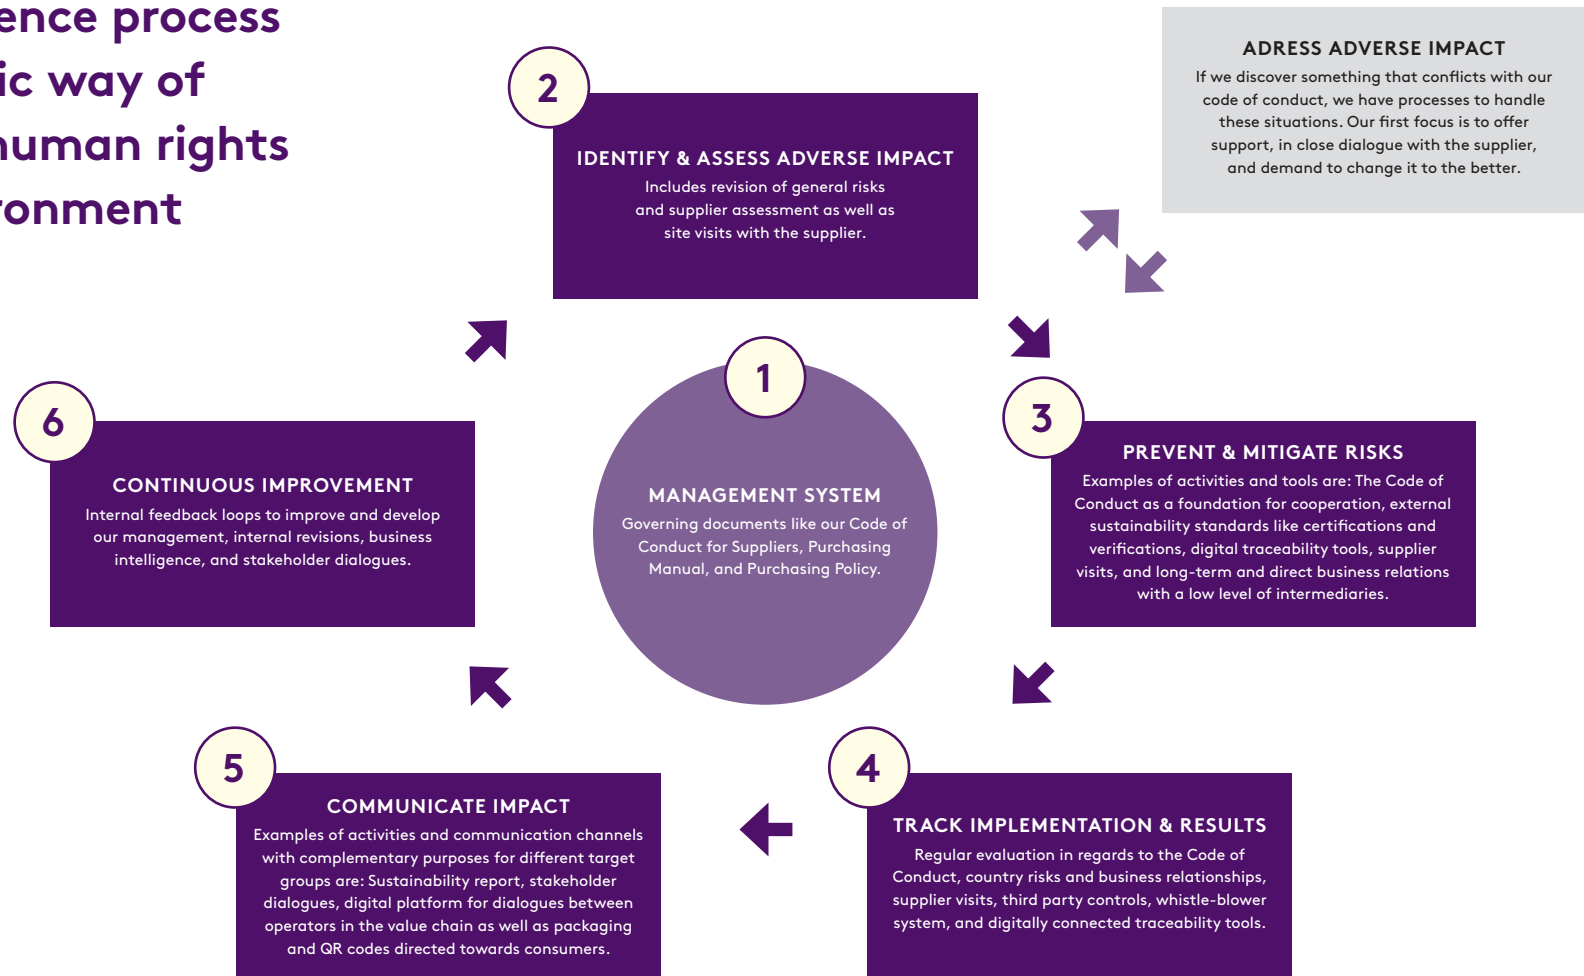 ence process
ic way of
human rights
ronment
ADRESS ADVERSE IMPACT
If we discover something that conflicts with our
code of conduct, we have processes to handle
these situations. Our first focus is to offer
support, in close dialogue with the supplier,
and demand to change it to the better.
2
IDENTIFY & ASSESS ADVERSE IMPACT
Includes revision of general risks
and supplier assessment as well as
site visits with the supplier.
1
MANAGEMENT SYSTEM
Governing documents like our Code of
Conduct for Suppliers, Purchasing
Manual, and Purchasing Policy.
3
PREVENT & MITIGATE RISKS
Examples of activities and tools are: The Code of
Conduct as a foundation for cooperation, external
sustainability standards like certifications and
verifications, digital traceability tools, supplier
visits, and long-term and direct business relations
with a low level of intermediaries.
6
CONTINUOUS IMPROVEMENT
Internal feedback loops to improve and develop
our management, internal revisions, business
intelligence, and stakeholder dialogues.
5
COMMUNICATE IMPACT
Examples of activities and communication channels
with complementary purposes for different target
groups are: Sustainability report, stakeholder
dialogues, digital platform for dialogues between
operators in the value chain as well as packaging
and QR codes directed towards consumers.
4
TRACK IMPLEMENTATION & RESULTS
Regular evaluation in regards to the Code of
Conduct, country risks and business relationships,
supplier visits, third party controls, whistle-blower
system, and digitally connected traceability tools.